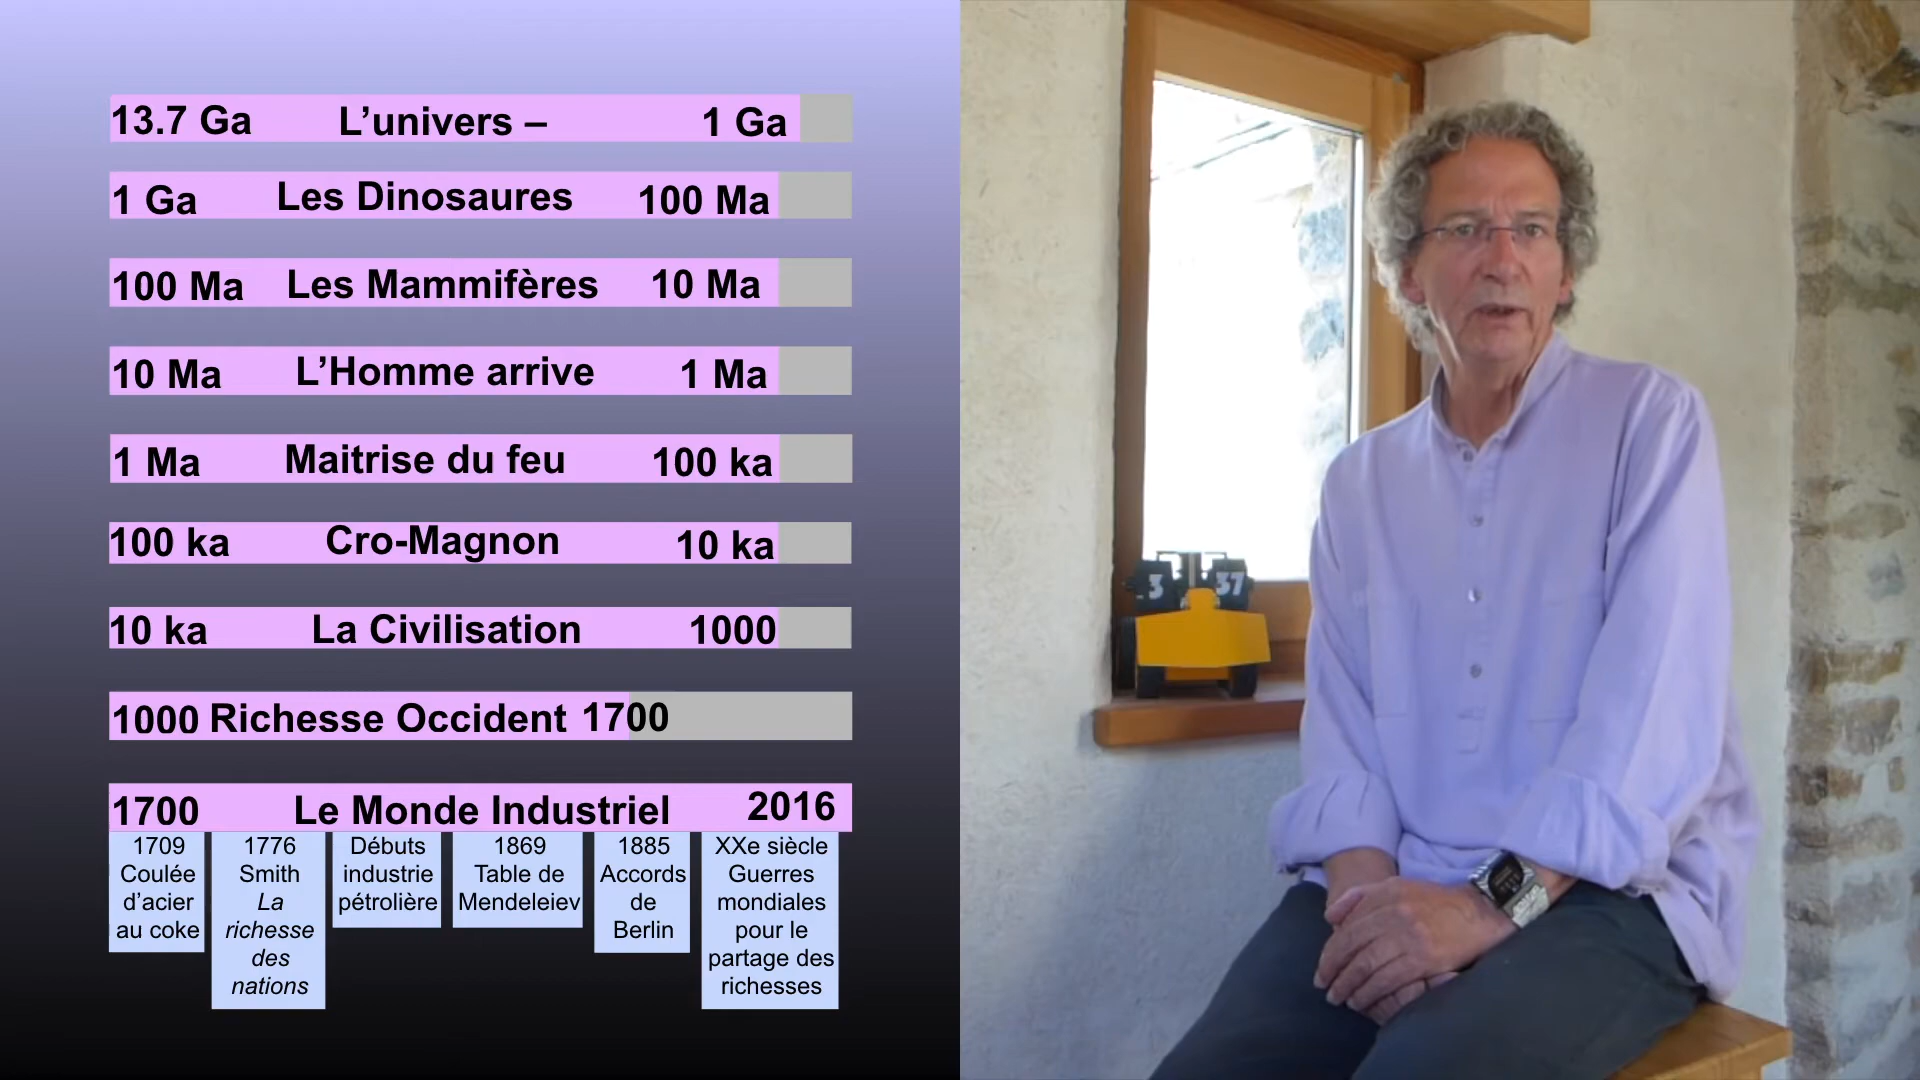 13.7 Ga L’univers – 1 Ga
1 Ga Les Dinosaures 100 Ma
100 Ma Les Mammifères 10 Ma
10 Ma L’Homme arrive 1 Ma
1 Ma Maitrise du feu 100 ka
100 ka Cro-Magnon 10 ka
10 ka La Civilisation 1000
1000 Richesse Occident 1700
1700 Le Monde Industriel 2016
1709
Coulée
d’acier
au coke
1776
Smith
La
richesse
des
nations
Débuts
industrie
pétrolière
1869
Table de
Mendeleiev
1885
Accords
de
Berlin
XXe siècle
Guerres
mondiales
pour le
partage des
richesses
3 37